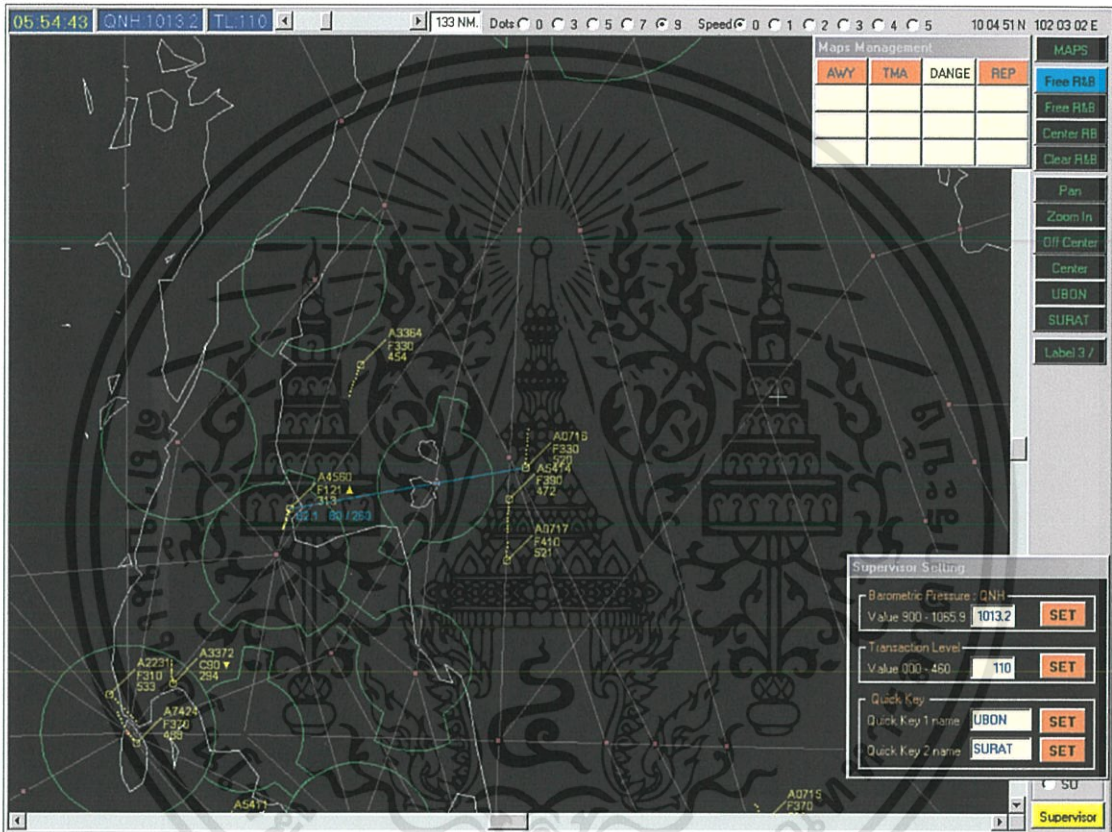 05:54:43 QNH:1013.2 TL:110 133 NM. Dots 0 3 5 7 9 Speed 0 1 2 3 4 5 10 04 51 N 102 03 02 E
Maps Management
AWY TMA DANGE REP
MAPS
Free R&B
Free R&B
Center RB
Clear R&B
Pan
Zoom In
Off Center
Center
UBON
SURAT
Label 3 /
A3364
F330
454
A0716
F330
520
A5414
F390
472
A0717
F410
521
A4560
F121
313
80 / 260
A2231
F310
533
A3372
C90
294
A7424
F370
A5411
A0715
F370
Supervisor Setting
Barometric Pressure : QNH
Value 900 - 1055.9 1013.2 SET
Transaction Level
Value 000 - 460 110 SET
Quick Key
Quick Key 1 name UBON SET
Quick Key 2 name SURAT SET
SU
Supervisor